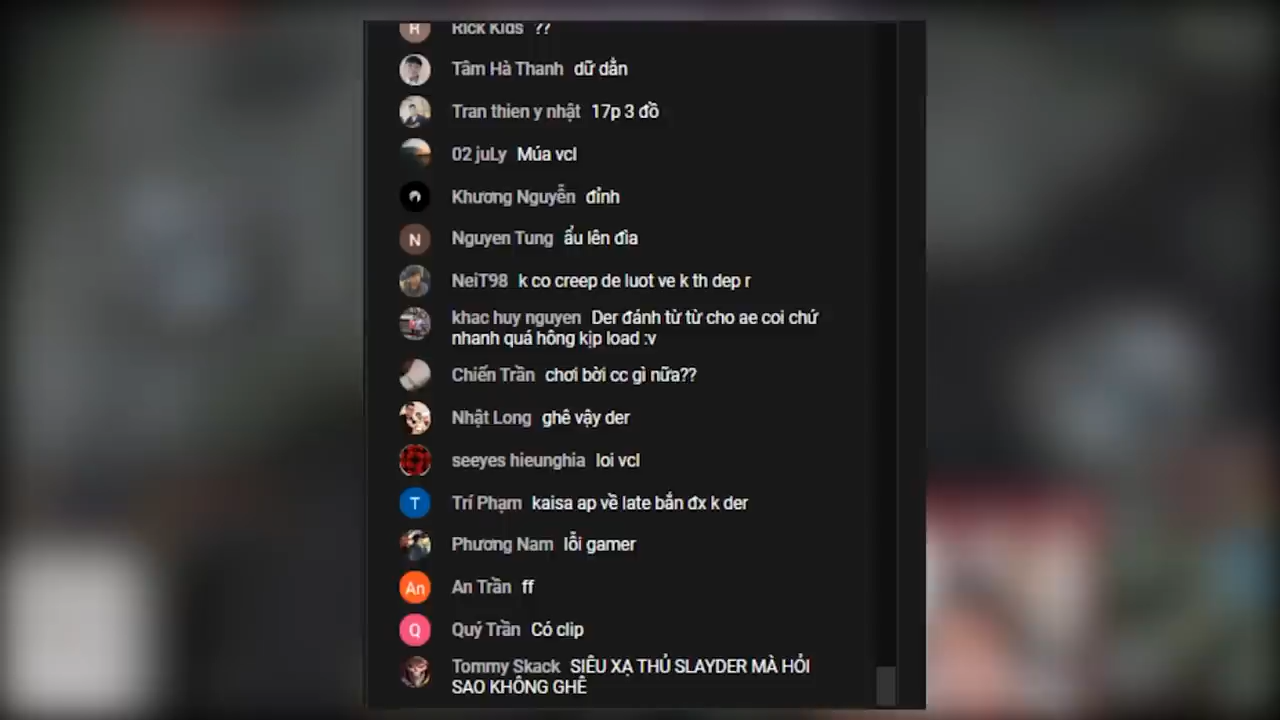 R Rick Kids ??
Tâm Hà Thanh dữ dằn
Tran thien y nhật 17p 3 đồ
02 juLy Múa vcl
Khương Nguyễn đỉnh
N Nguyen Tung ẩu lên đìa
NeiT98 k co creep de luot ve k th dep r
khac huy nguyen Der đánh từ từ cho ae coi chứ
nhanh quá hông kịp load :v
Chiến Trần chơi bời cc gì nữa??
Nhật Long ghê vậy der
seeyes hieunghia loi vcl
T Trí Phạm kaisa ap về late bắn đx k der
Phương Nam lỗi gamer
An An Trần ff
Q Quý Trần Có clip
Tommy Skack SIÊU XẠ THỦ SLAYDER MÀ HỎI
SAO KHÔNG GHÊ